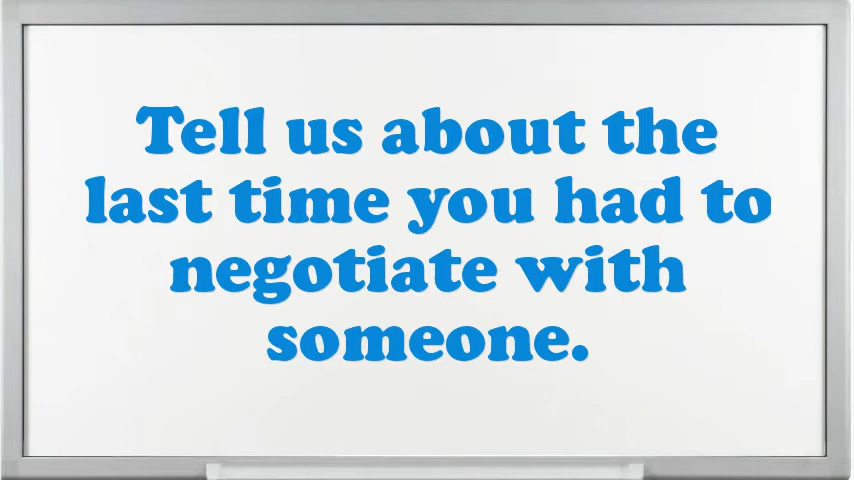 Tell us about the
last time you had to
negotiate with
someone.